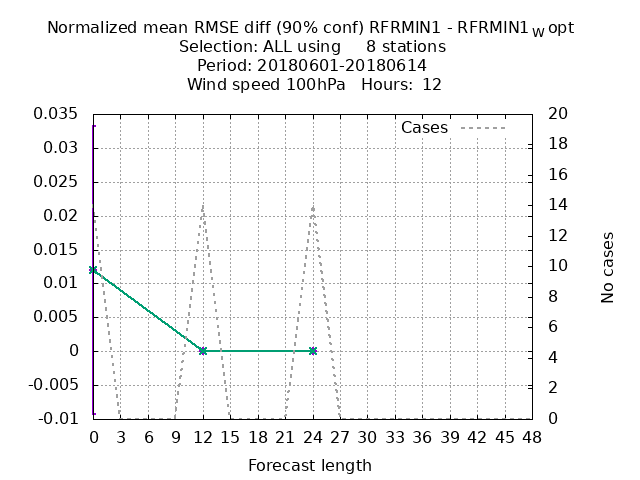 Normalized mean RMSE diff (90% conf) RFRMIN1 - RFRMIN1w opt
Selection: ALL using 8 stations
Period: 20180601-20180614
Wind speed 100hPa Hours: 12
Cases
0.035
0.03
0.025
0.02
0.015
0.01
0.005
0
-0.005
-0.01
20
18
16
14
12
10
8
6
4
2
0
No cases
0 3 6 9 12 15 18 21 24 27 30 33 36 39 42 45 48
Forecast length